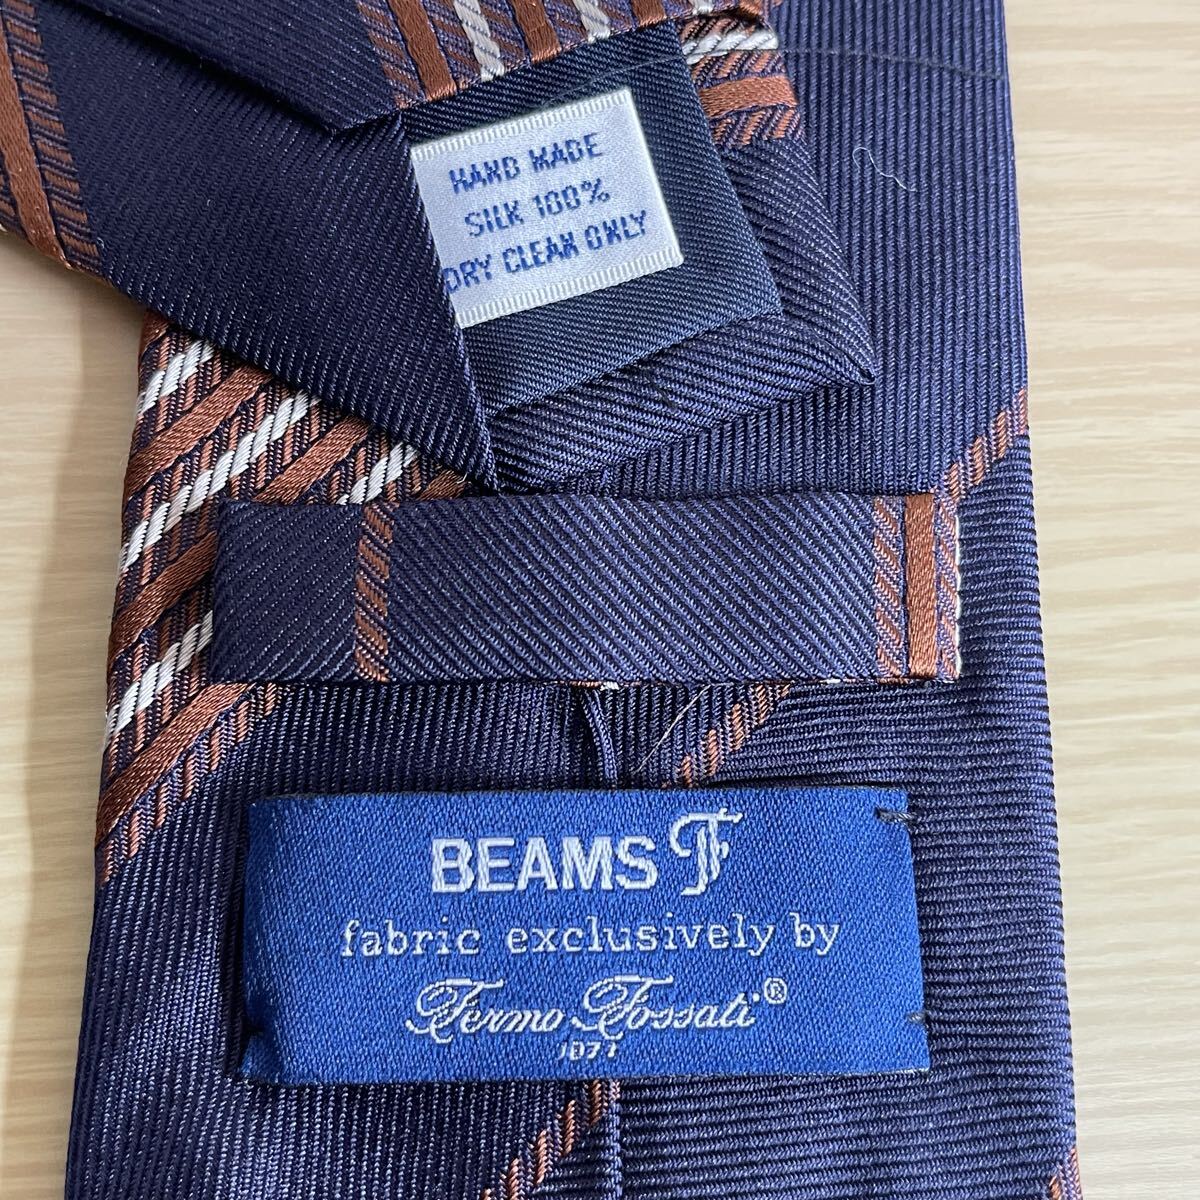 HAND MADE
SILK 100%
DRY CLEAN ONLY
BEAMS F
fabric exclusively by
Fermo Fossati®
1871